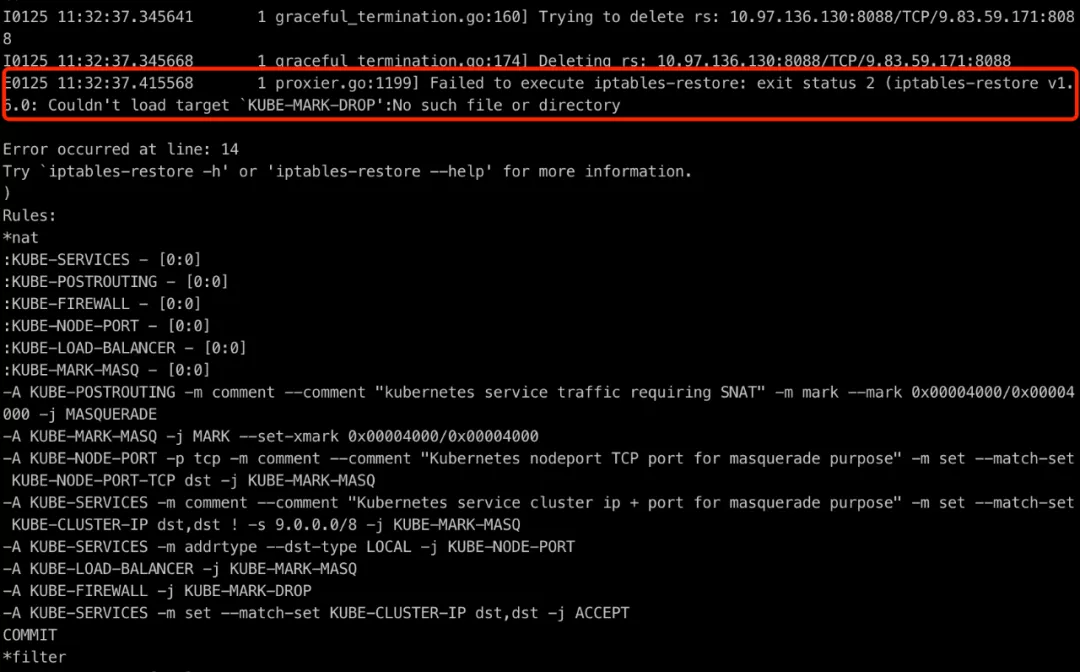 I0125 11:32:37.345641       1 graceful_termination.go:160] Trying to delete rs: 10.97.136.130:8088/TCP/9.83.59.171:808
8
I0125 11:32:37.345668       1 graceful_termination.go:174] Deleting rs: 10.97.136.130:8088/TCP/9.83.59.171:8088
E0125 11:32:37.415568       1 proxier.go:1199] Failed to execute iptables-restore: exit status 2 (iptables-restore v1.
6.0: Couldn't load target `KUBE-MARK-DROP':No such file or directory
Error occurred at line: 14
Try `iptables-restore -h' or 'iptables-restore --help' for more information.
)
Rules:
*nat
:KUBE-SERVICES - [0:0]
:KUBE-POSTROUTING - [0:0]
:KUBE-FIREWALL - [0:0]
:KUBE-NODE-PORT - [0:0]
:KUBE-LOAD-BALANCER - [0:0]
:KUBE-MARK-MASQ - [0:0]
-A KUBE-POSTROUTING -m comment --comment "kubernetes service traffic requiring SNAT" -m mark --mark 0x00004000/0x00004
000 -j MASQUERADE
-A KUBE-MARK-MASQ -j MARK --set-xmark 0x00004000/0x00004000
-A KUBE-NODE-PORT -p tcp -m comment --comment "Kubernetes nodeport TCP port for masquerade purpose" -m set --match-set
 KUBE-NODE-PORT-TCP dst -j KUBE-MARK-MASQ
-A KUBE-SERVICES -m comment --comment "Kubernetes service cluster ip + port for masquerade purpose" -m set --match-set
 KUBE-CLUSTER-IP dst,dst ! -s 9.0.0.0/8 -j KUBE-MARK-MASQ
-A KUBE-SERVICES -m addrtype --dst-type LOCAL -j KUBE-NODE-PORT
-A KUBE-LOAD-BALANCER -j KUBE-MARK-MASQ
-A KUBE-FIREWALL -j KUBE-MARK-DROP
-A KUBE-SERVICES -m set --match-set KUBE-CLUSTER-IP dst,dst -j ACCEPT
COMMIT
*filter